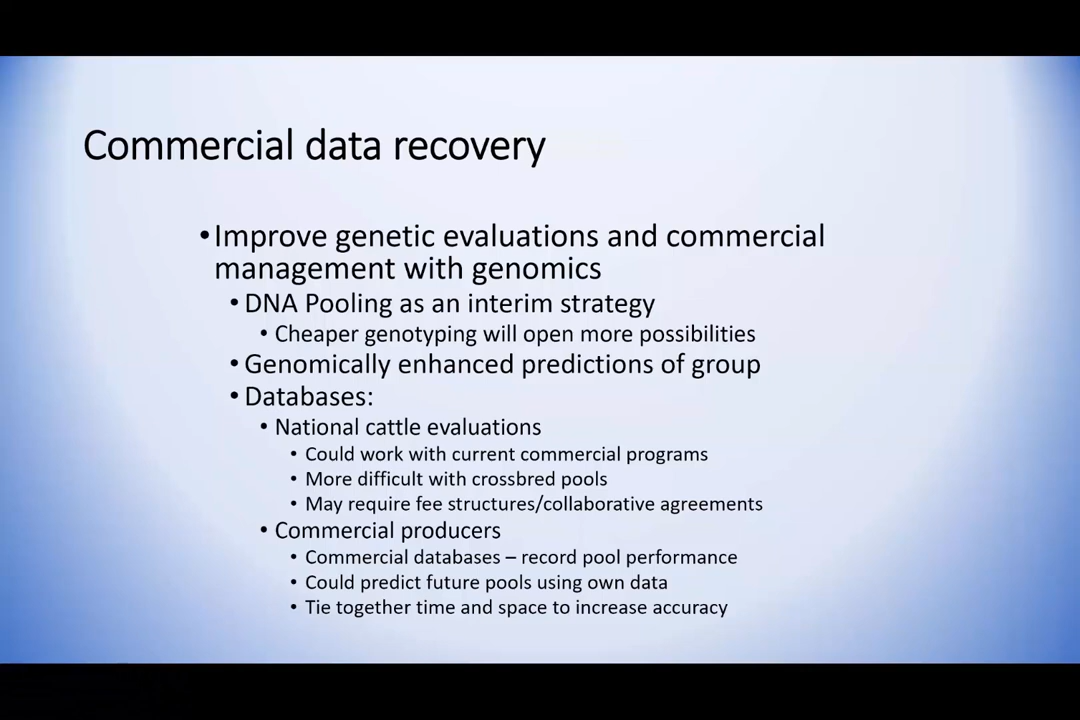 Commercial data recovery
•Improve genetic evaluations and commercial
management with genomics
• DNA Pooling as an interim strategy
• Cheaper genotyping will open more possibilities
• Genomically enhanced predictions of group
• Databases:
• National cattle evaluations
• Could work with current commercial programs
• More difficult with crossbred pools
• May require fee structures/collaborative agreements
• Commercial producers
• Commercial databases – record pool performance
• Could predict future pools using own data
• Tie together time and space to increase accuracy